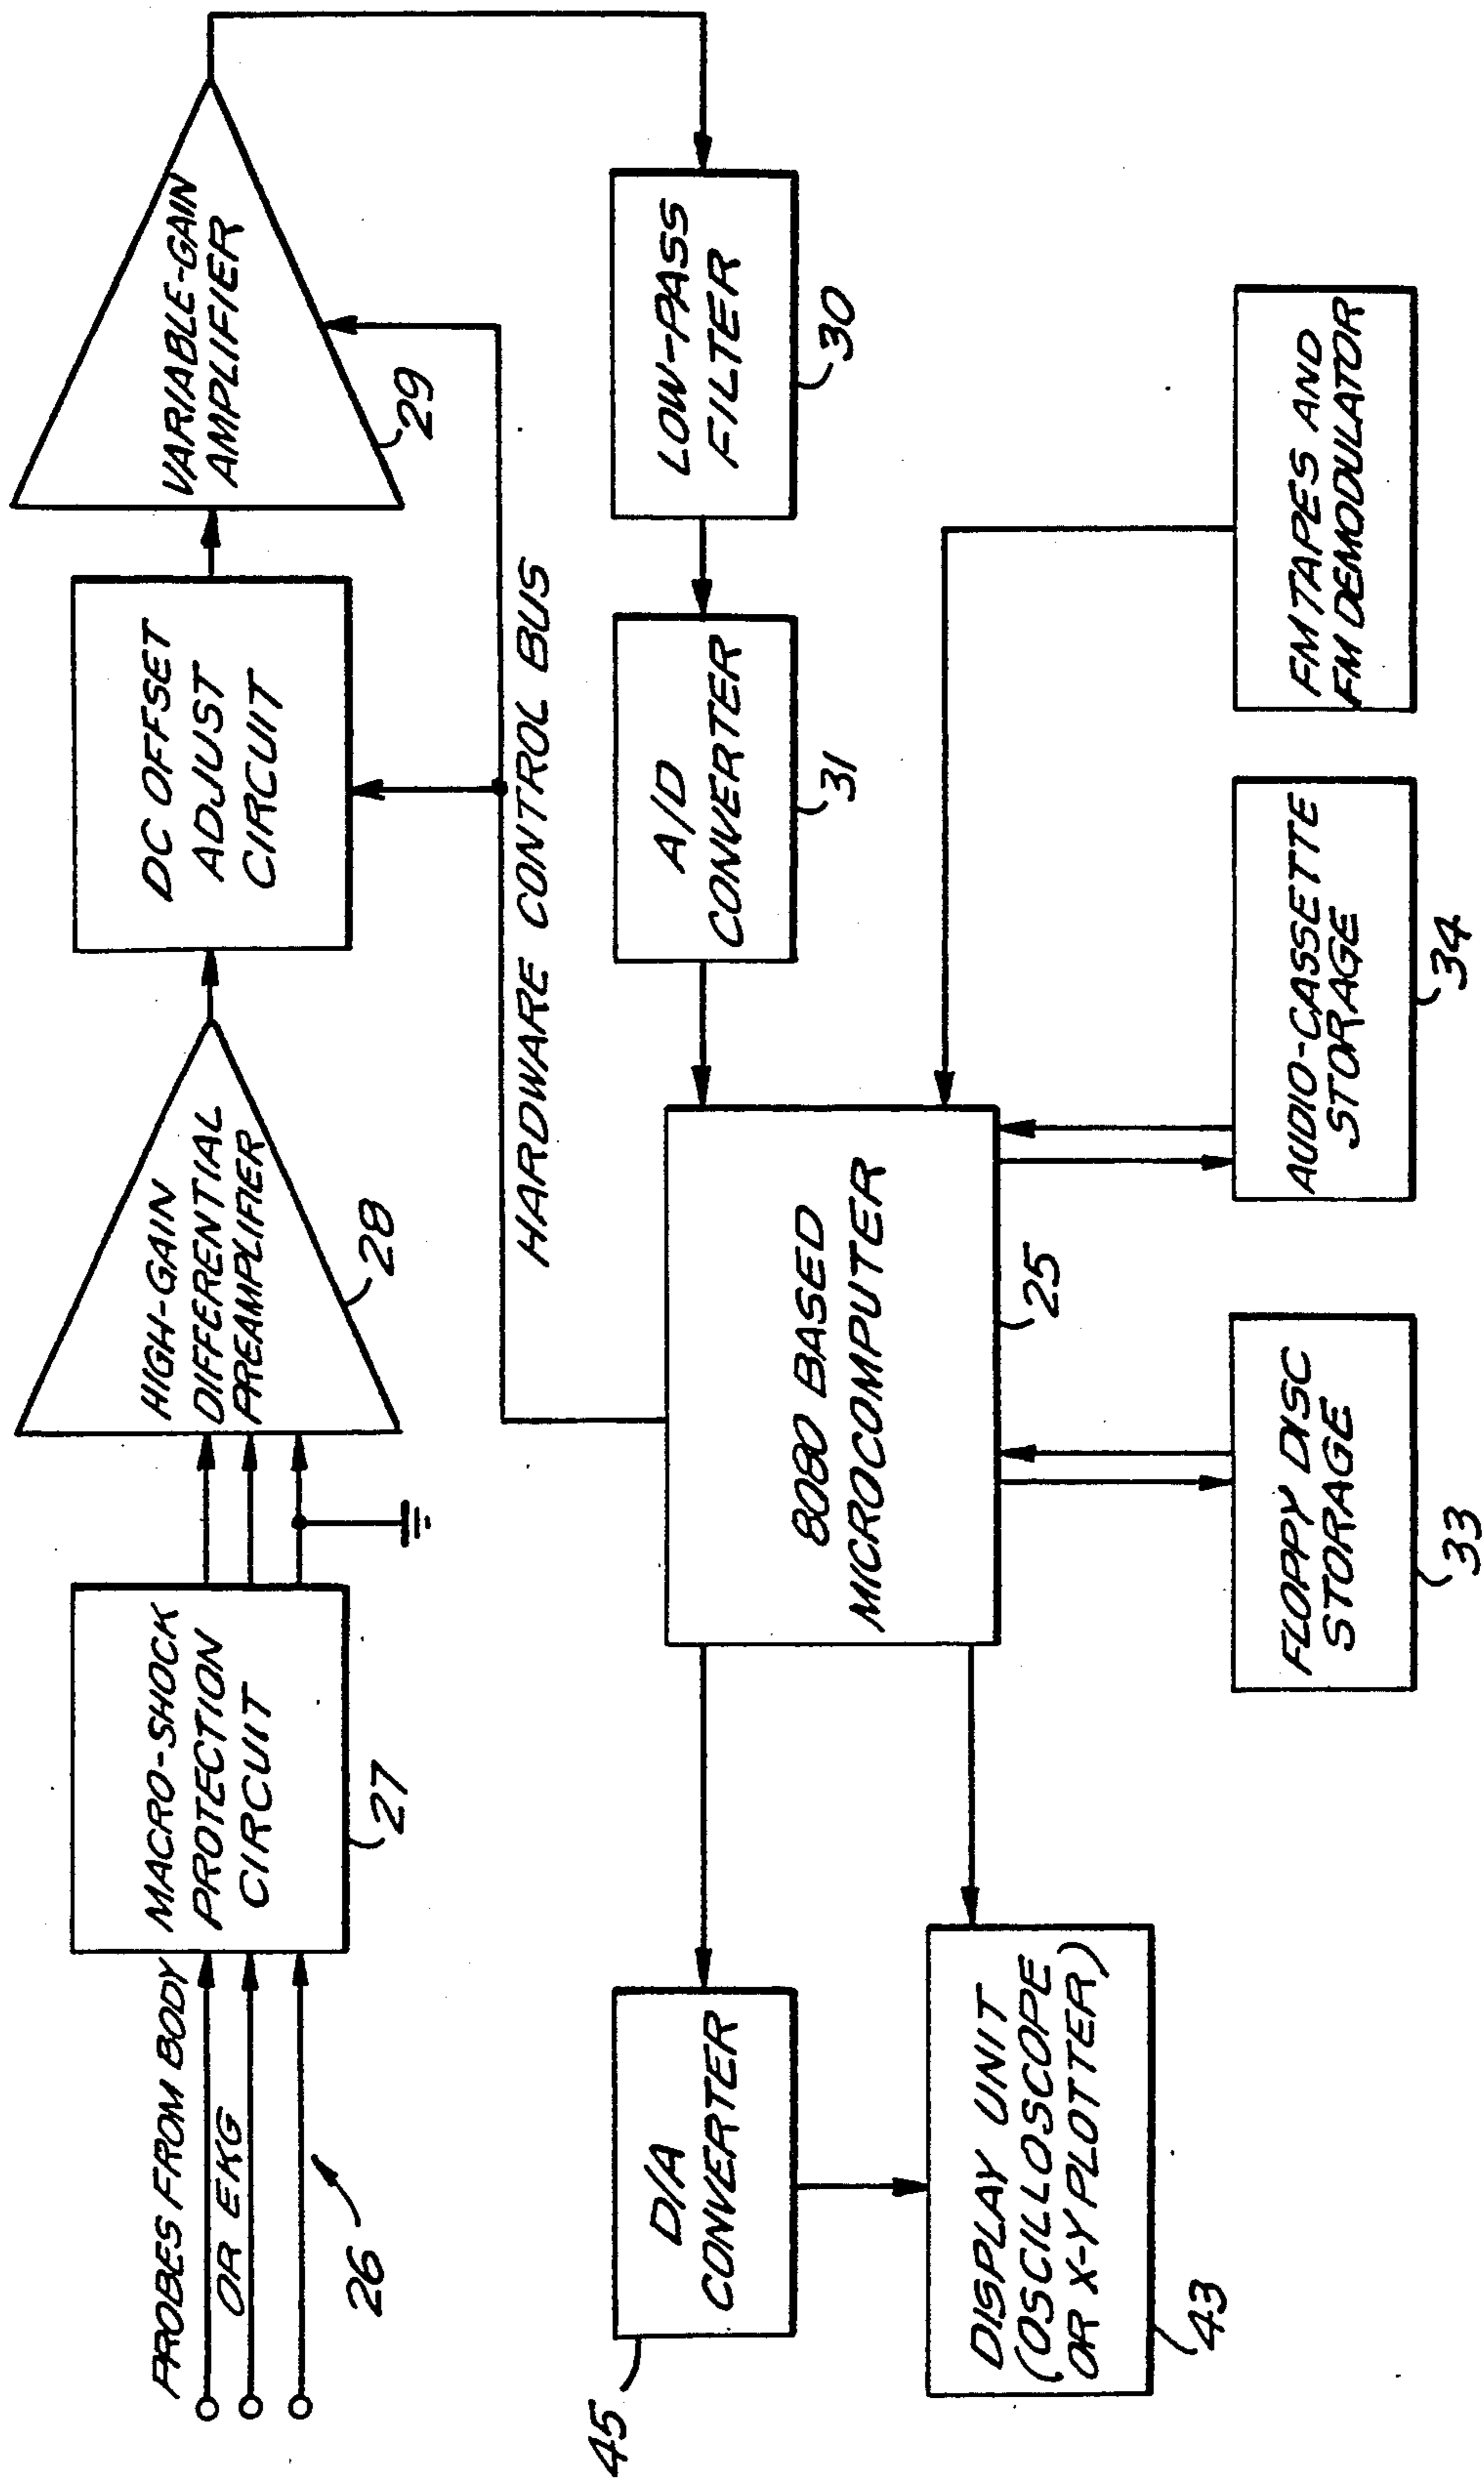 PROBES FROM BODY
OR EKG
26
MACRO-SHOCK
PROTECTION
CIRCUIT
27
HIGH-GAIN
DIFFERENTIAL
PREAMPLIFIER
28
DC OFFSET
ADJUST
CIRCUIT
VARIABLE-GAIN
AMPLIFIER
29
HARDWARE CONTROL BUS
45
D/A
CONVERTER
8080 BASED
MICROCOMPUTER
25
A/D
CONVERTER
31
LOW-PASS
FILTER
30
DISPLAY UNIT
(OSCILLOSCOPE
OR X-Y PLOTTER)
43
FLOPPY DISC
STORAGE
33
AUDIO-CASSETTE
STORAGE
34
FM TAPES AND
FM DEMODULATOR